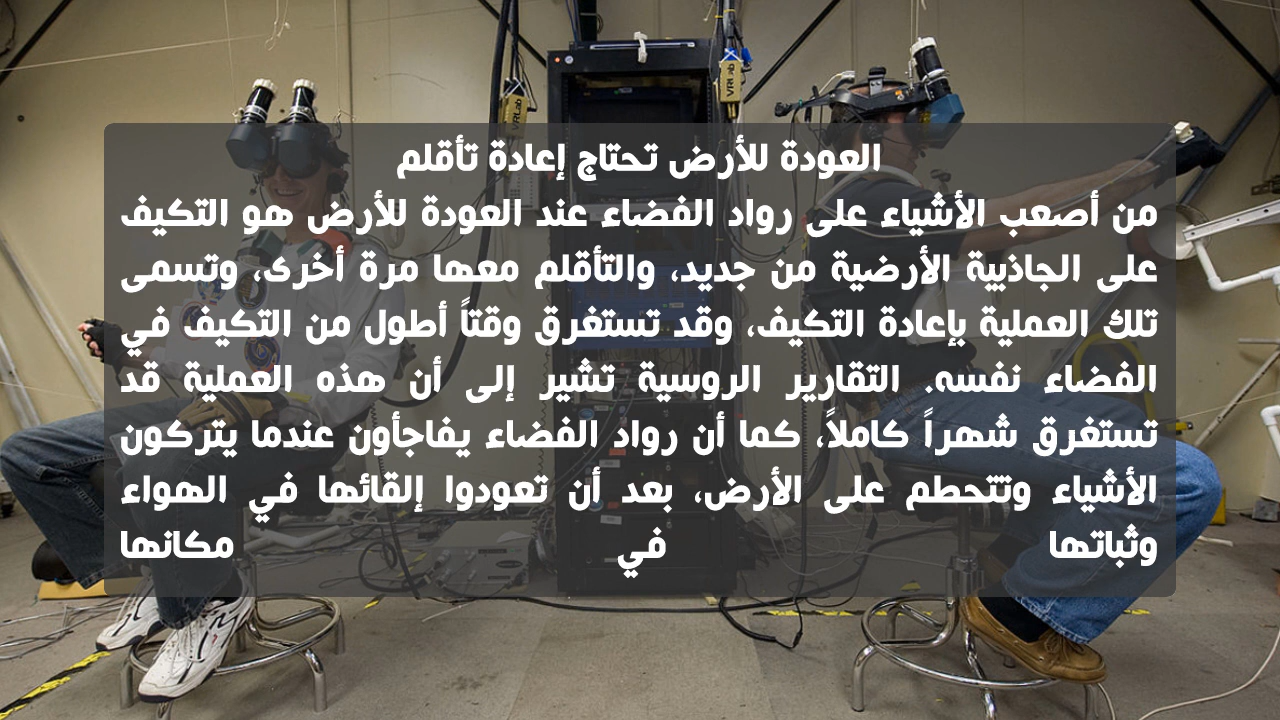 العودة للأرض تحتاج إعادة تأقلم
من أصعب الأشياء على رواد الفضاء عند العودة للأرض هو التكيف
على الجاذبية الأرضية من جديد، والتأقلم معها مرة أخرى، وتسمى
تلك العملية بإعادة التكيف، وقد تستغرق وقتاً أطول من التكيف في
الفضاء نفسه. التقارير الروسية تشير إلى أن هذه العملية قد
تستغرق شهراً كاملاً، كما أن رواد الفضاء يفاجأون عندما يتركون
الأشياء وتتحطم على الأرض، بعد أن تعودوا إلقائها في الهواء
وثباتها في مكانها
VRLab
VRLab